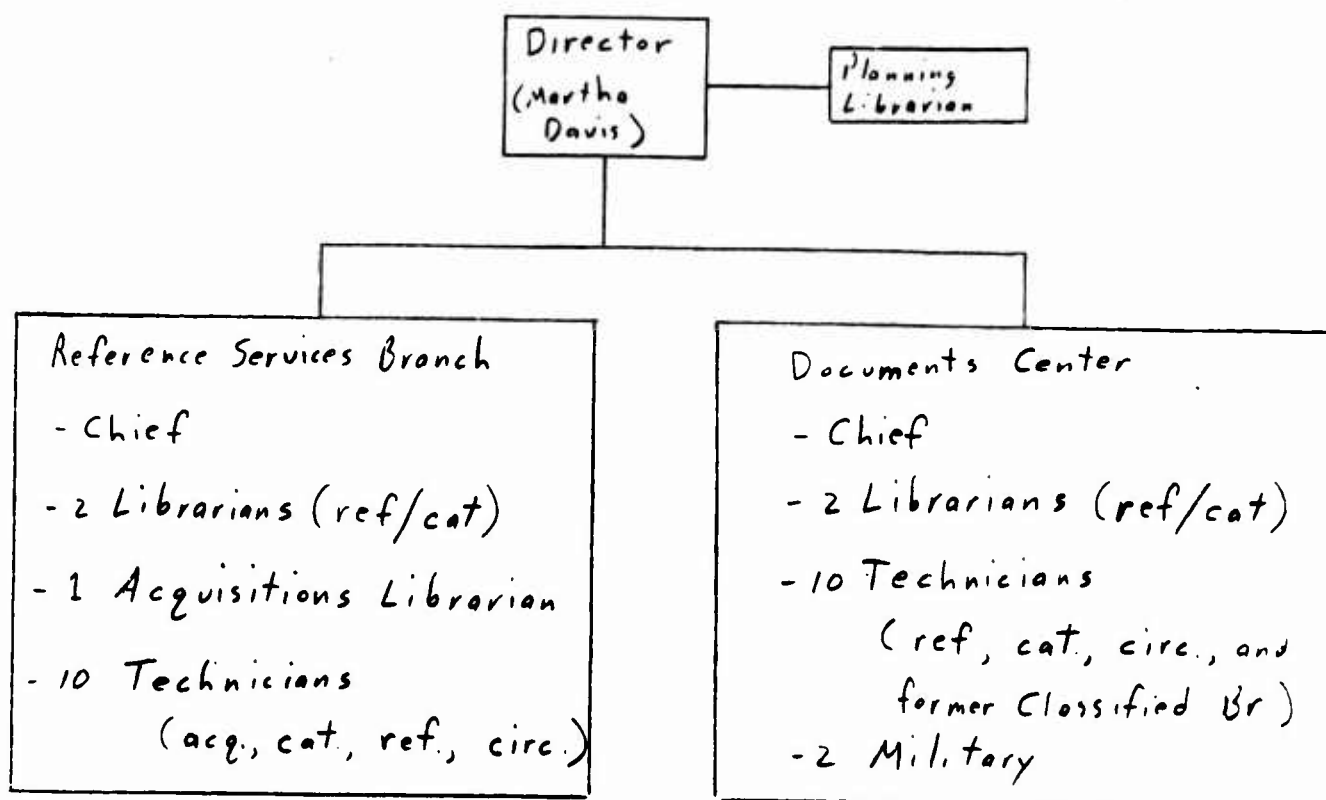 Director
(Martha
Davis)
Planning
Librarian
Reference Services Branch
- Chief
- 2 Librarians (ref/cat)
- 1 Acquisitions Librarian
- 10 Technicians
(acq., cat., ref., circ.)
Documents Center
- Chief
- 2 Librarians (ref/cat)
- 10 Technicians
(ref, cat., circ., and
former Classified Br)
- 2 Military